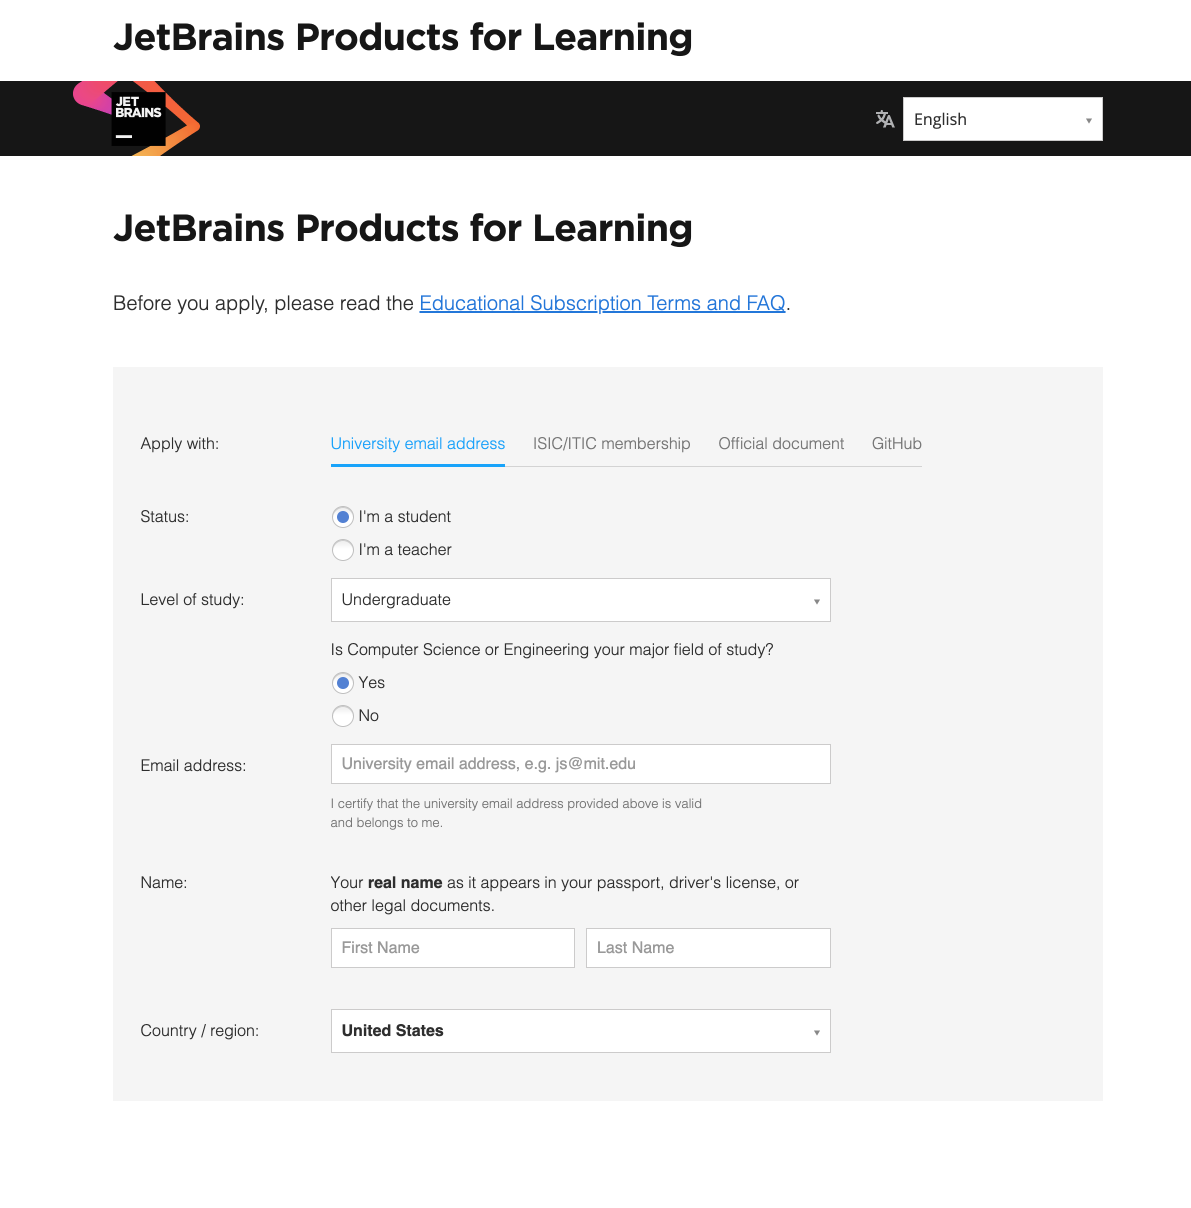 JetBrains Products for Learning
JET
BRAINS
English
JetBrains Products for Learning
Before you apply, please read the Educational Subscription Terms and FAQ.
Apply with:
University email address ISIC/ITIC membership Official document GitHub
Status:
I'm a student
I'm a teacher
Level of study:
Undergraduate
Is Computer Science or Engineering your major field of study?
Yes
No
Email address:
University email address, e.g. js@mit.edu
I certify that the university email address provided above is valid
and belongs to me.
Name:
Your real name as it appears in your passport, driver's license, or
other legal documents.
First Name Last Name
Country / region:
United States